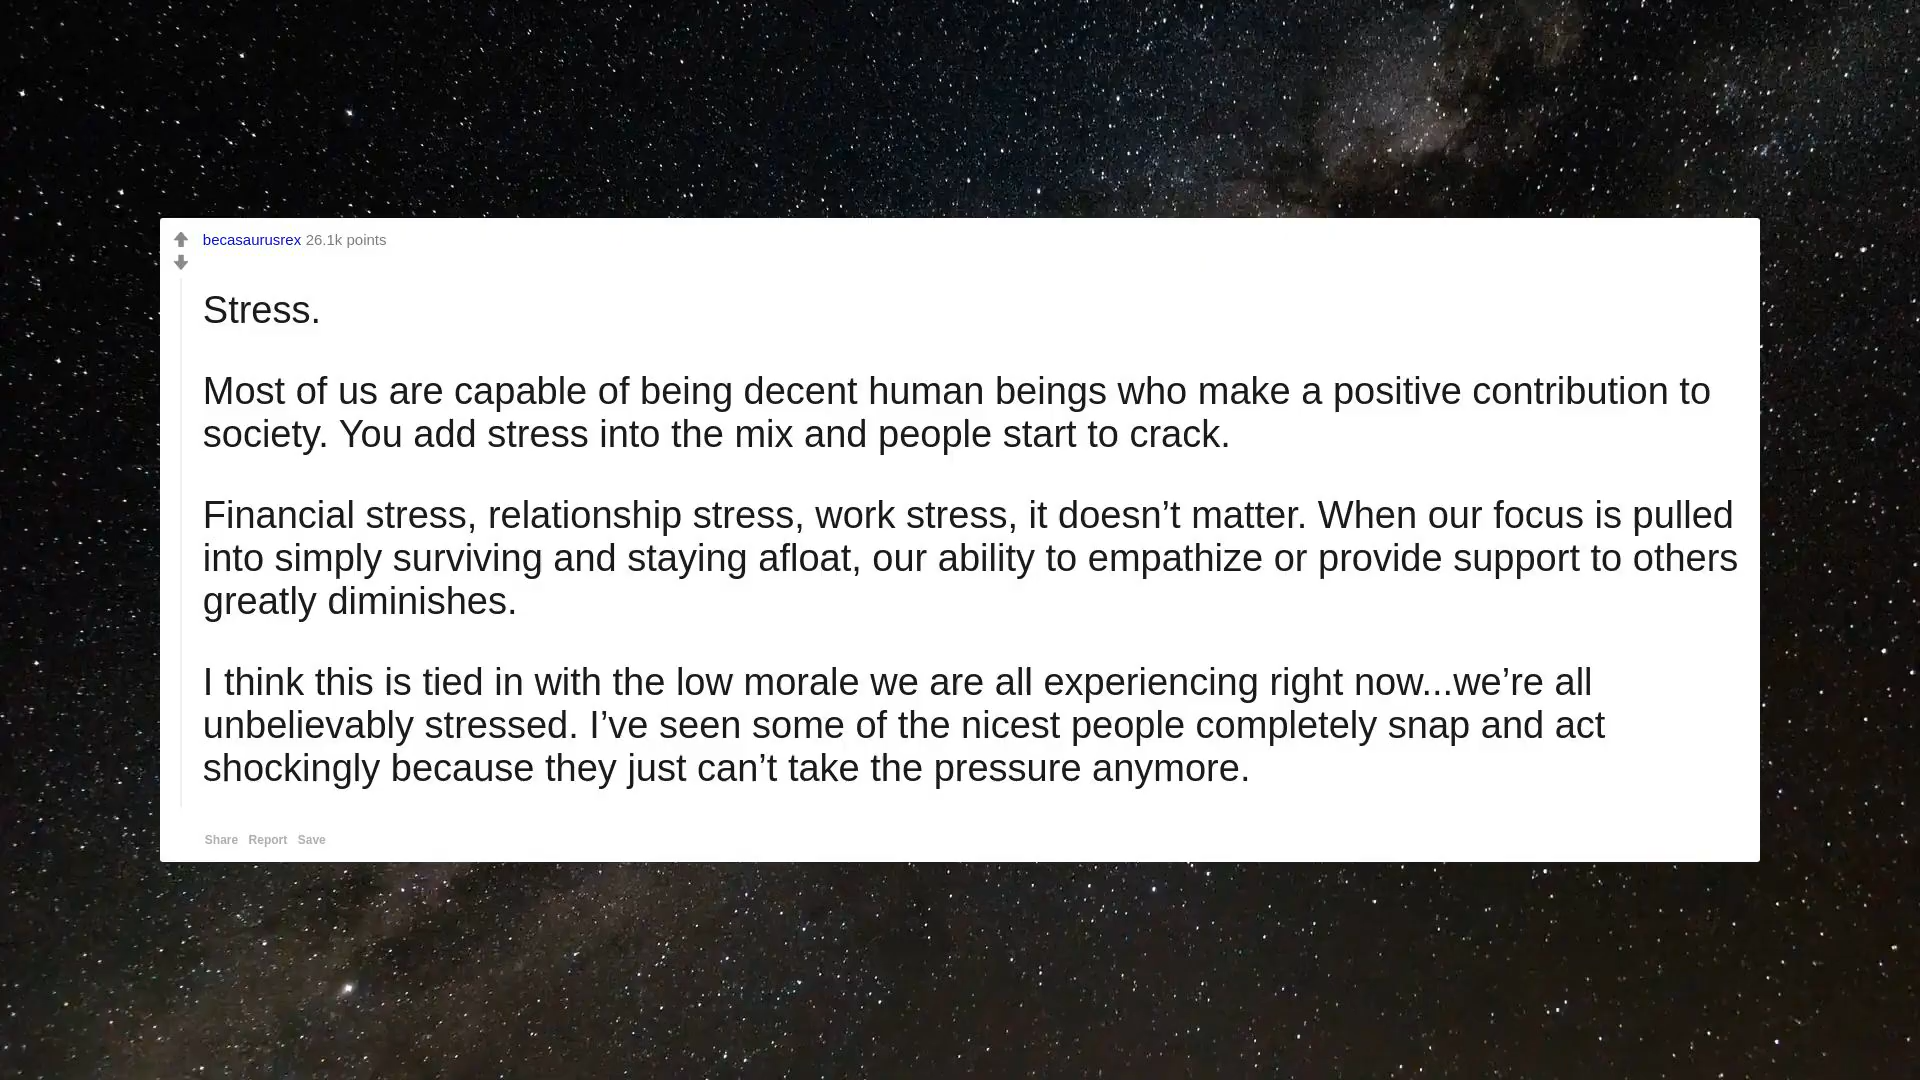 becasaurusrex 26.1k points
Stress.
Most of us are capable of being decent human beings who make a positive contribution to
society. You add stress into the mix and people start to crack.
Financial stress, relationship stress, work stress, it doesn’t matter. When our focus is pulled
into simply surviving and staying afloat, our ability to empathize or provide support to others
greatly diminishes.
I think this is tied in with the low morale we are all experiencing right now...we’re all
unbelievably stressed. I’ve seen some of the nicest people completely snap and act
shockingly because they just can’t take the pressure anymore.
Share Report Save